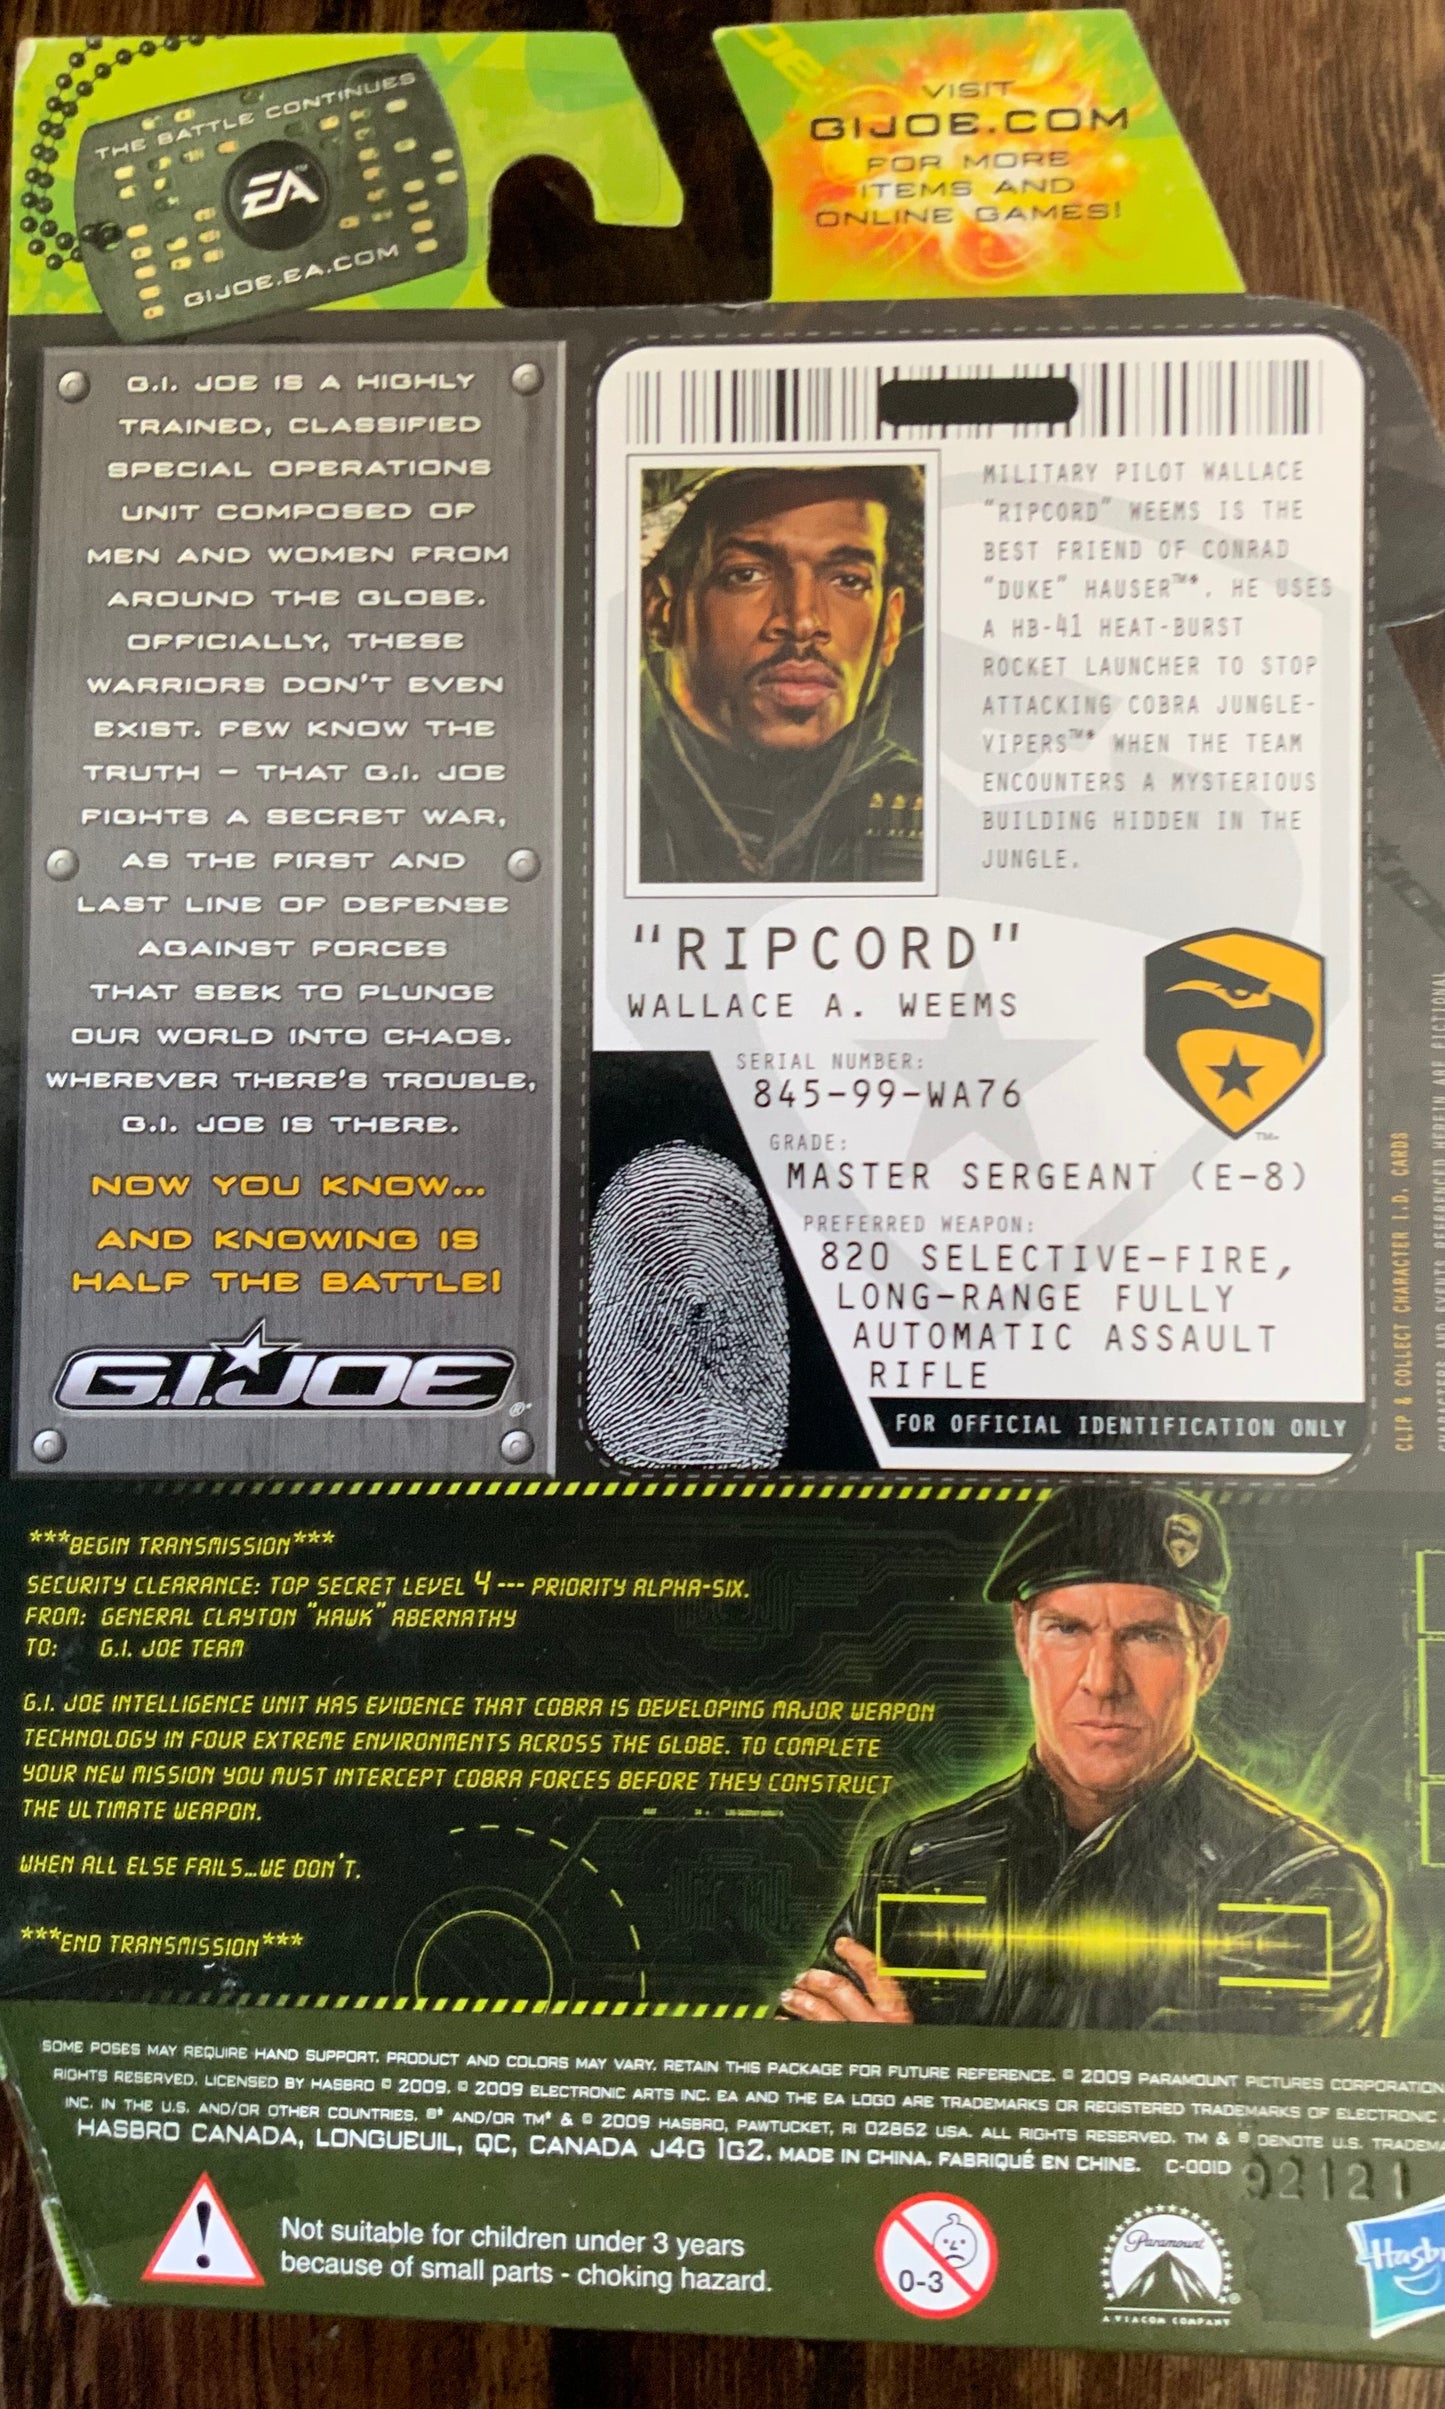 THE BATTLE CONTINUES
EA™
GIJOE.EA.COM
VISIT
GIJOE.COM
FOR MORE
ITEMS AND
ONLINE GAMES!
G.I. JOE IS A HIGHLY
TRAINED, CLASSIFIED
SPECIAL OPERATIONS
UNIT COMPOSED OF
MEN AND WOMEN FROM
AROUND THE GLOBE.
OFFICIALLY, THESE
WARRIORS DON'T EVEN
EXIST. FEW KNOW THE
TRUTH – THAT G.I. JOE
FIGHTS A SECRET WAR,
AS THE FIRST AND
LAST LINE OF DEFENSE
AGAINST FORCES
THAT SEEK TO PLUNGE
OUR WORLD INTO CHAOS.
WHEREVER THERE'S TROUBLE,
G.I. JOE IS THERE.
NOW YOU KNOW...
AND KNOWING IS
HALF THE BATTLE!
G.I. JOE ®*
MILITARY PILOT WALLACE
"RIPCORD" WEEMS IS THE
BEST FRIEND OF CONRAD
"DUKE" HAUSER™*. HE USES
A HB-41 HEAT-BURST
ROCKET LAUNCHER TO STOP
ATTACKING COBRA JUNGLE-
VIPERS™* WHEN THE TEAM
ENCOUNTERS A MYSTERIOUS
BUILDING HIDDEN IN THE
JUNGLE.
"RIPCORD"
WALLACE A. WEEMS
SERIAL NUMBER:
845-99-WA76
GRADE:
MASTER SERGEANT (E-8)
PREFERRED WEAPON:
820 SELECTIVE-FIRE,
LONG-RANGE FULLY
AUTOMATIC ASSAULT
RIFLE
TM*
FOR OFFICIAL IDENTIFICATION ONLY
CLIP & COLLECT CHARACTER I.D. CARDS
CHARACTER AND EVENTS REFERENCED HEREIN ARE FICTIONAL
***BEGIN TRANSMISSION***
SECURITY CLEARANCE: TOP SECRET LEVEL 4 --- PRIORITY ALPHA-SIX.
FROM: GENERAL CLAYTON "HAWK" ABERNATHY
TO: G.I. JOE TEAM
G.I. JOE INTELLIGENCE UNIT HAS EVIDENCE THAT COBRA IS DEVELOPING MAJOR WEAPON
TECHNOLOGY IN FOUR EXTREME ENVIRONMENTS ACROSS THE GLOBE. TO COMPLETE
YOUR NEW MISSION YOU MUST INTERCEPT COBRA FORCES BEFORE THEY CONSTRUCT
THE ULTIMATE WEAPON.
WHEN ALL ELSE FAILS...WE DON'T.
***END TRANSMISSION***
SOME POSES MAY REQUIRE HAND SUPPORT. PRODUCT AND COLORS MAY VARY. RETAIN THIS PACKAGE FOR FUTURE REFERENCE. © 2009 PARAMOUNT PICTURES CORPORATION
RIGHTS RESERVED. LICENSED BY HASBRO © 2009. © 2009 ELECTRONIC ARTS INC. EA AND THE EA LOGO ARE TRADEMARKS OR REGISTERED TRADEMARKS OF ELECTRONIC
INC. IN THE U.S. AND/OR OTHER COUNTRIES. ®* AND/OR TM* & © 2009 HASBRO, PAWTUCKET, RI 02862 USA. ALL RIGHTS RESERVED. TM & ® DENOTE U.S. TRADEMA
HASBRO CANADA, LONGUEUIL, QC, CANADA J4G 1G2. MADE IN CHINA. FABRIQUÉ EN CHINE. C-001D 92121
Not suitable for children under 3 years
because of small parts - choking hazard.
0-3
Paramount
A VIACOM COMPANY
Hasb